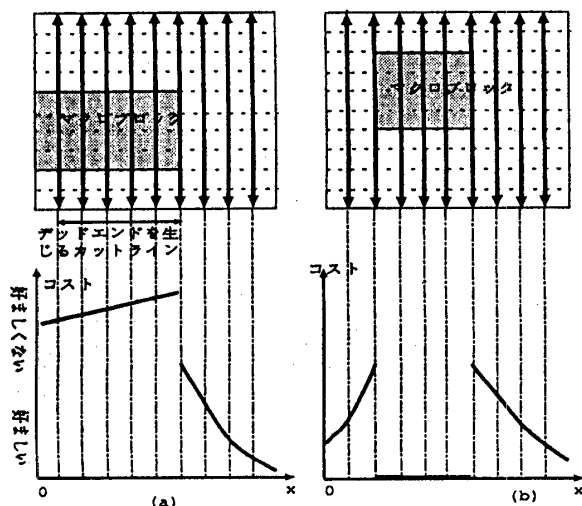 マクロブロック
マクロブロック
デッドエンドを生
じるカットライン
コスト
コスト
好ましくない
好ましい
0
x
0
x
(a)
(b)